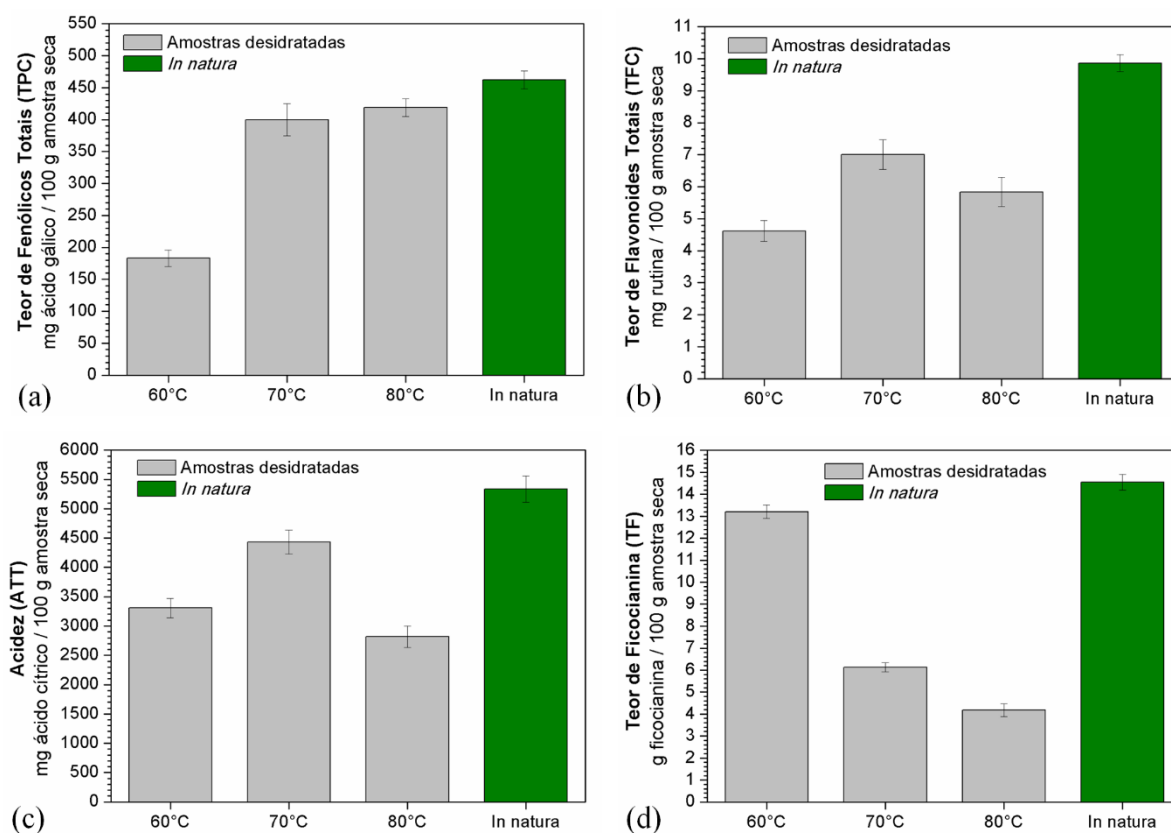 Teor de Fenólicos Totais (TPC)
mg ácido gálico / 100 g amostra seca
550
500
450
400
350
300
250
200
150
100
50
0
Amostras desidratadas
In natura
60°C 70°C 80°C In natura
(a)
Teor de Flavonoides Totais (TFC)
mg rutina / 100 g amostra seca
11
10
9
8
7
6
5
4
3
2
1
0
Amostras desidratadas
In natura
60°C 70°C 80°C In natura
(b)
Acidez (ATT)
mg ácido cítrico / 100 g amostra seca
6000
5500
5000
4500
4000
3500
3000
2500
2000
1500
1000
500
0
Amostras desidratadas
In natura
60°C 70°C 80°C In natura
(c)
Teor de Ficocianina (TF)
g ficocianina / 100 g amostra seca
16
15
14
13
12
11
10
9
8
7
6
5
4
3
2
1
0
Amostras desidratadas
In natura
60°C 70°C 80°C In natura
(d)